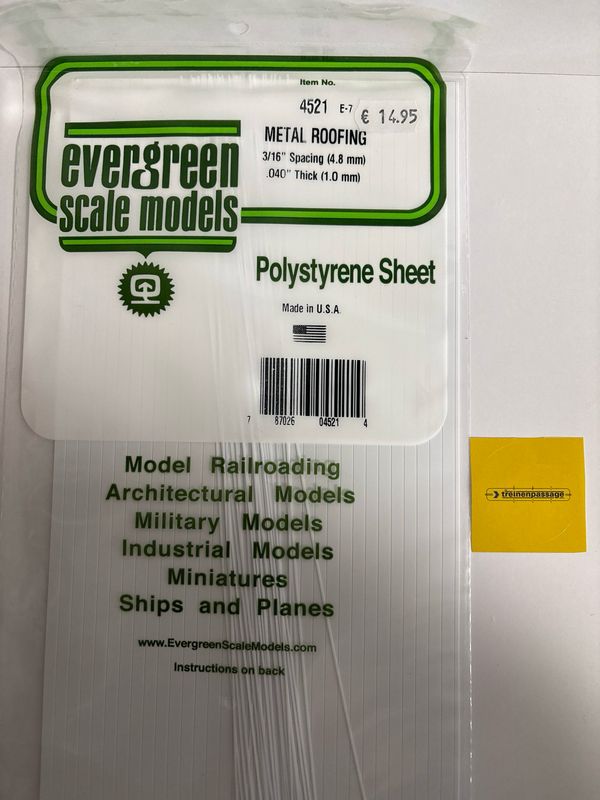 Item No.
4521 E-7
€ 14.95
METAL ROOFING
3/16" Spacing (4.8 mm)
.040" Thick (1.0 mm)
evergreen
scale models
Polystyrene Sheet
Made in U.S.A.
7 87026 04521 4
treinenpassage
Model Railroading
Architectural Models
Military Models
Industrial Models
Miniatures
Ships and Planes
www.EvergreenScaleModels.com
Instructions on back